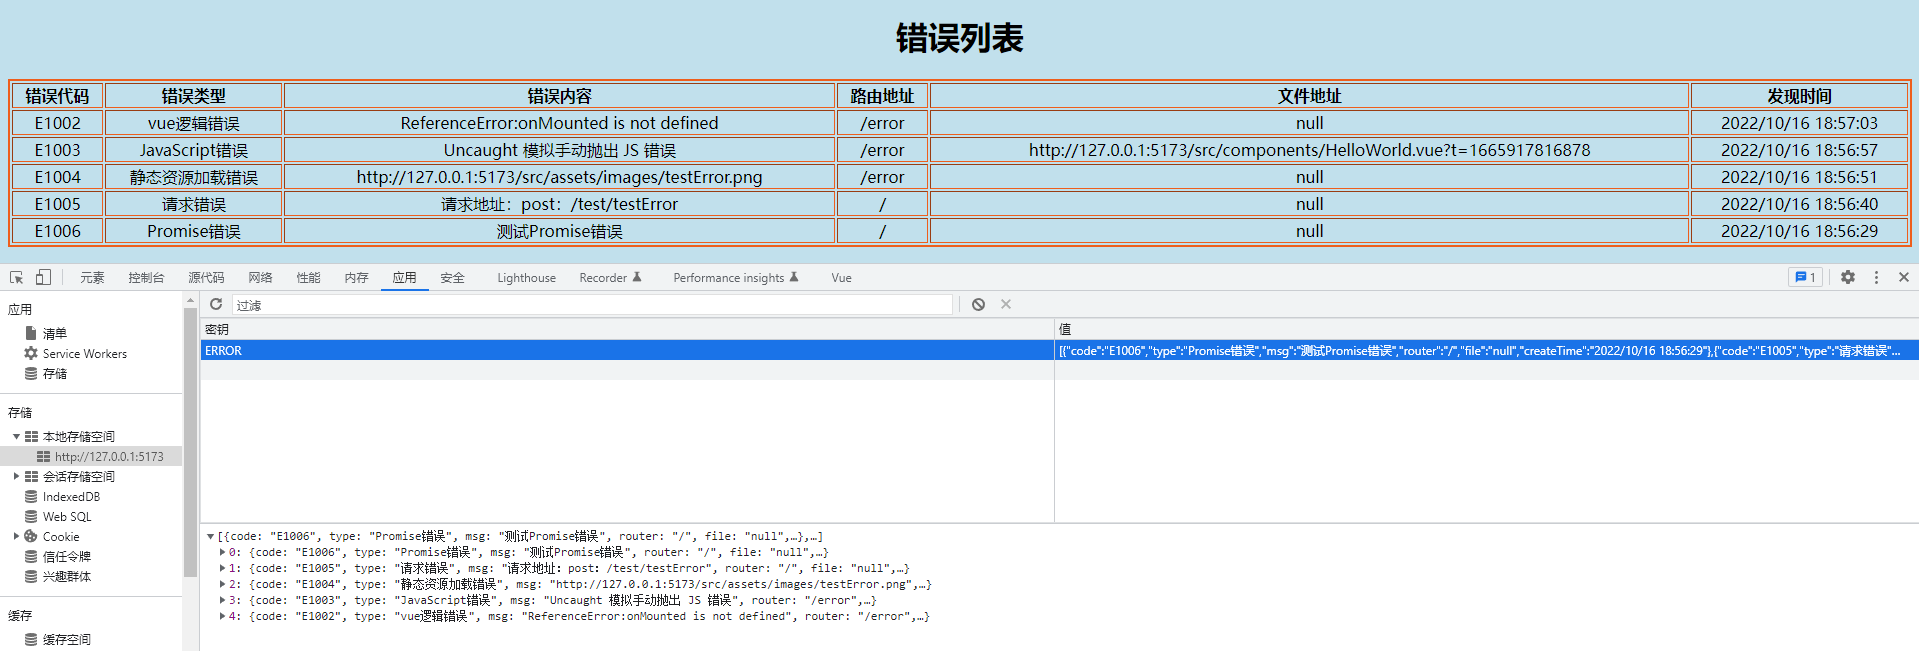 错误列表
错误代码 错误类型 错误内容 路由地址 文件地址 发现时间
E1002 vue逻辑错误 ReferenceError:onMounted is not defined /error null 2022/10/16 18:57:03
E1003 JavaScript错误 Uncaught 模拟手动抛出 JS 错误 /error http://127.0.0.1:5173/src/components/HelloWorld.vue?t=1665917816878 2022/10/16 18:56:57
E1004 静态资源加载错误 http://127.0.0.1:5173/src/assets/images/testError.png /error null 2022/10/16 18:56:51
E1005 请求错误 请求地址：post：/test/testError / null 2022/10/16 18:56:40
E1006 Promise错误 测试Promise错误 / null 2022/10/16 18:56:29
元素 控制台 源代码 网络 性能 内存 应用 安全 Lighthouse Recorder Performance insights Vue 1
应用
清单
Service Workers
存储
存储
本地存储空间
http://127.0.0.1:5173
会话存储空间
IndexedDB
Web SQL
Cookie
信任令牌
兴趣群体
缓存
缓存空间
过滤
密钥 值
ERROR [{"code":"E1006","type":"Promise错误","msg":"测试Promise错误","router":"/","file":"null","createTime":"2022/10/16 18:56:29"},{"code":"E1005","type":"请求错误"...
[{code: "E1006", type: "Promise错误", msg: "测试Promise错误", router: "/", file: "null",…},…]
0: {code: "E1006", type: "Promise错误", msg: "测试Promise错误", router: "/", file: "null",…}
1: {code: "E1005", type: "请求错误", msg: "请求地址：post：/test/testError", router: "/", file: "null",…}
2: {code: "E1004", type: "静态资源加载错误", msg: "http://127.0.0.1:5173/src/assets/images/testError.png",…}
3: {code: "E1003", type: "JavaScript错误", msg: "Uncaught 模拟手动抛出 JS 错误", router: "/error",…}
4: {code: "E1002", type: "vue逻辑错误", msg: "ReferenceError:onMounted is not defined", router: "/error",…}